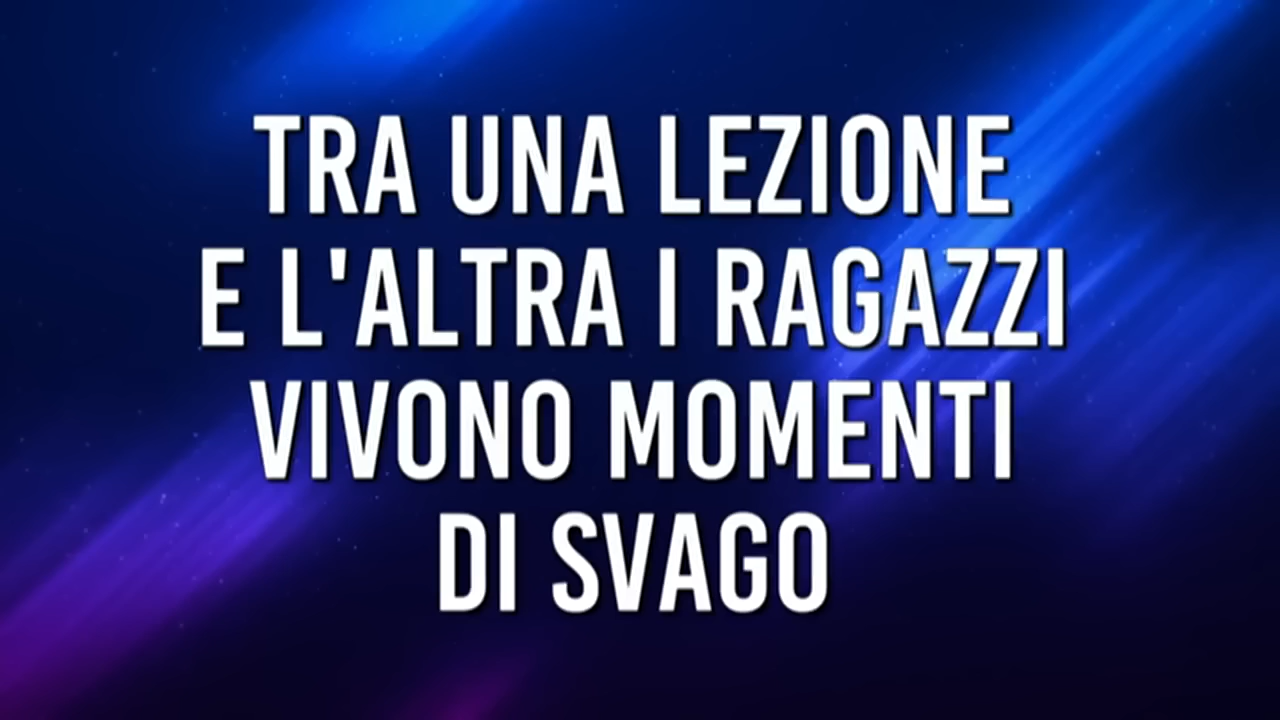 TRA UNA LEZIONE
E L'ALTRA I RAGAZZI
VIVONO MOMENTI
DI SVAGO